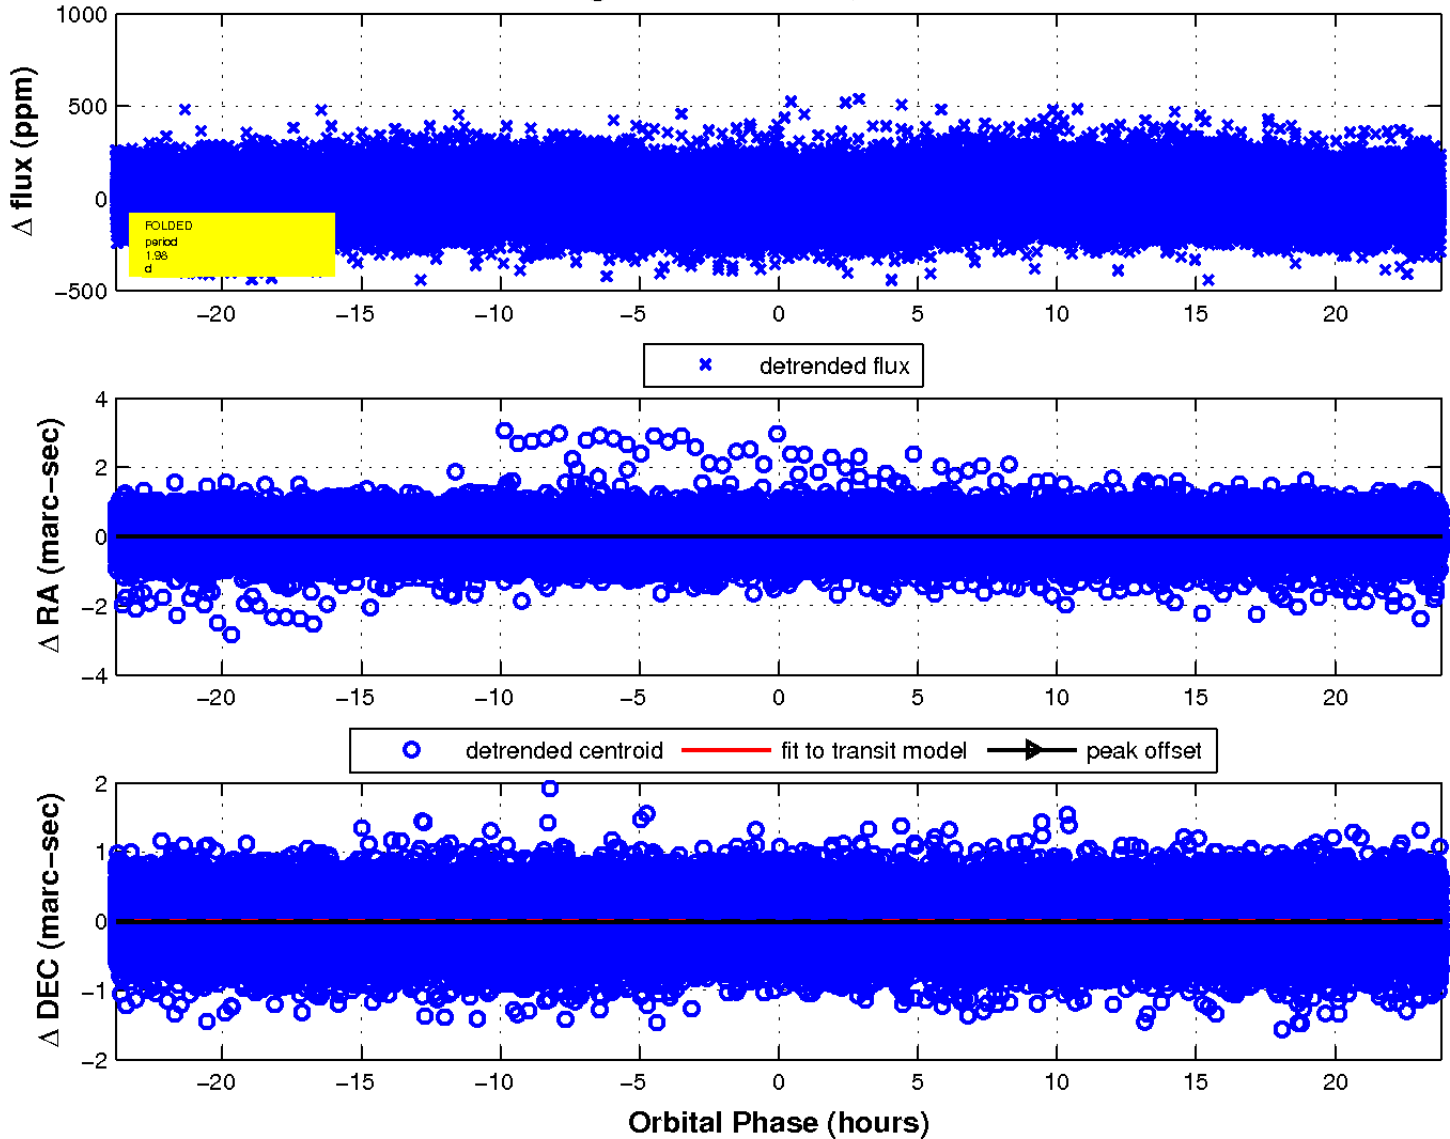 1000
500
0
−500
Δ flux (ppm)
FOLDED
period
1.98
d
−20 −15 −10 −5 0 5 10 15 20
detrended flux
4
2
0
−2
−4
Δ RA (marc−sec)
−20 −15 −10 −5 0 5 10 15 20
detrended centroid fit to transit model peak offset
2
1
0
−1
−2
Δ DEC (marc−sec)
−20 −15 −10 −5 0 5 10 15 20
Orbital Phase (hours)